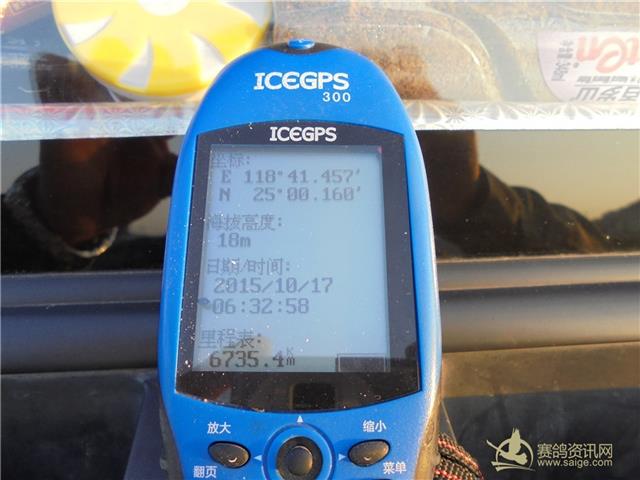 ICEGPS
300
ICEGPS
坐标:
E 118°41.457'
N 25°00.160'
海拔高度:
18m
日期/时间:
2015/10/17
06:32:58
里程表:
6735.4km
放大
缩小
翻页
菜单
赛鸽资讯网
www.saige.com